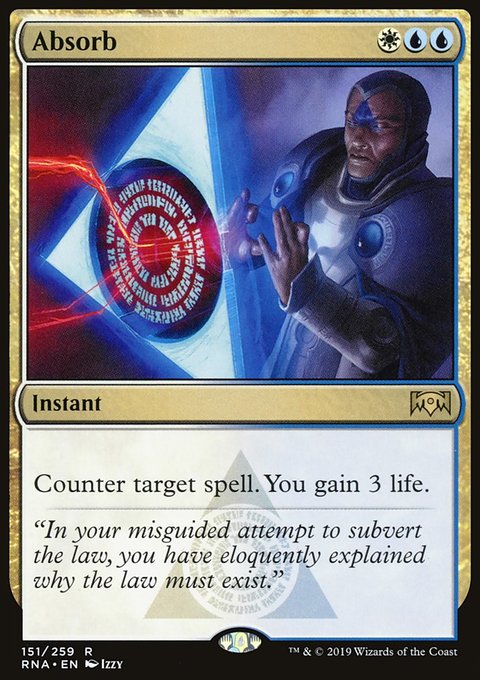 Absorb
Instant
Counter target spell. You gain 3 life.
“In your misguided attempt to subvert
the law, you have eloquently explained
why the law must exist.”
151/259 R
RNA • EN Izzy
™ & © 2019 Wizards of the Coast